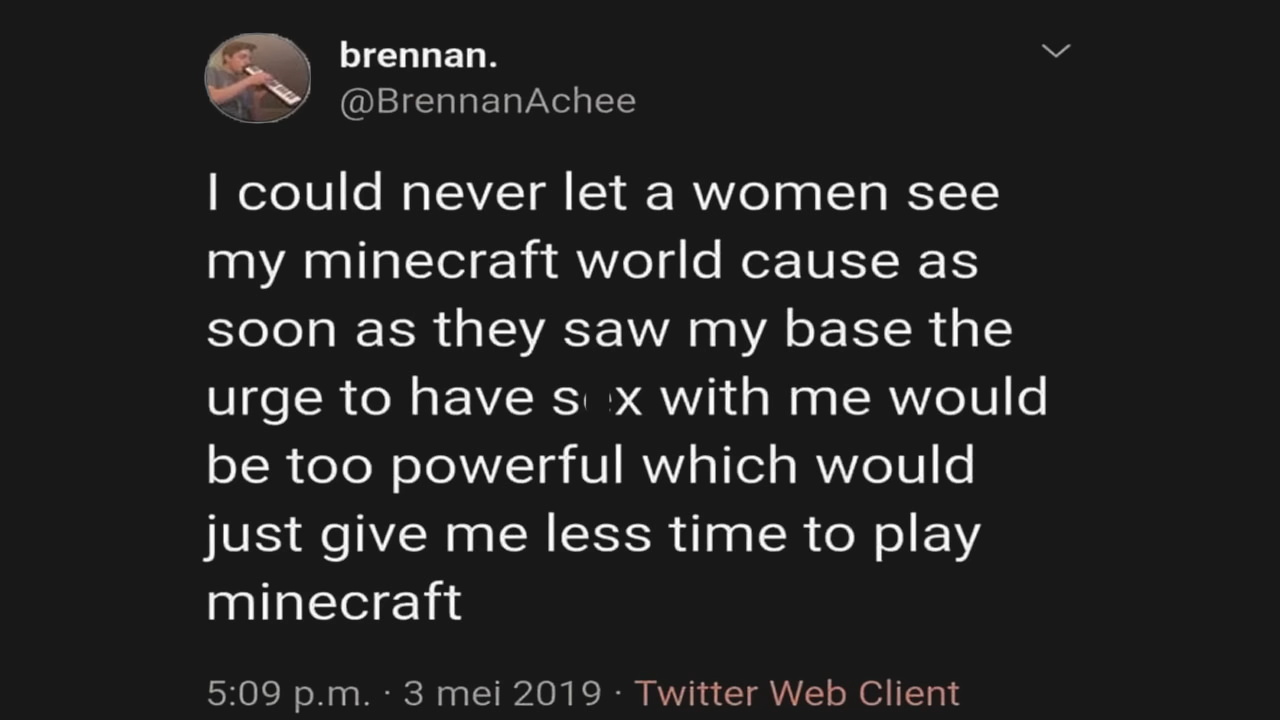 brennan.
@BrennanAchee
I could never let a women see
my minecraft world cause as
soon as they saw my base the
urge to have sex with me would
be too powerful which would
just give me less time to play
minecraft
5:09 p.m. · 3 mei 2019 · Twitter Web Client